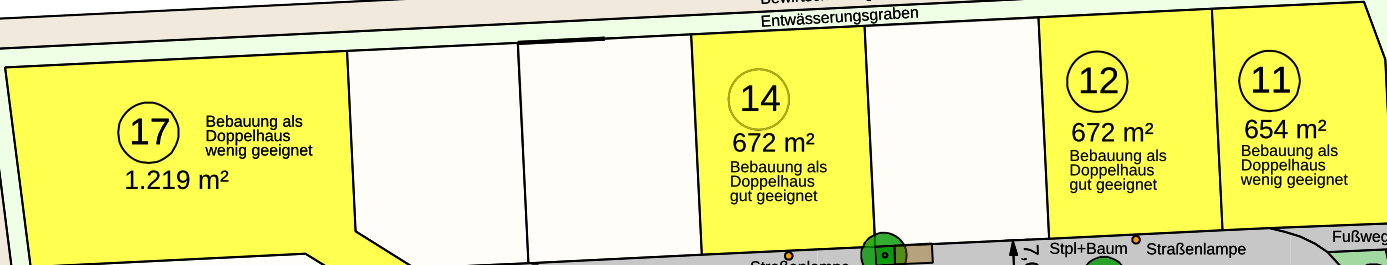 Entwässerungsgraben
17
Bebauung als
Doppelhaus
wenig geeignet
1.219 m²
14
672 m²
Bebauung als
Doppelhaus
gut geeignet
12
672 m²
Bebauung als
Doppelhaus
gut geeignet
11
654 m²
Bebauung als
Doppelhaus
wenig geeignet
Stpl+Baum
Straßenlampe
Fußweg
Straßenlampe